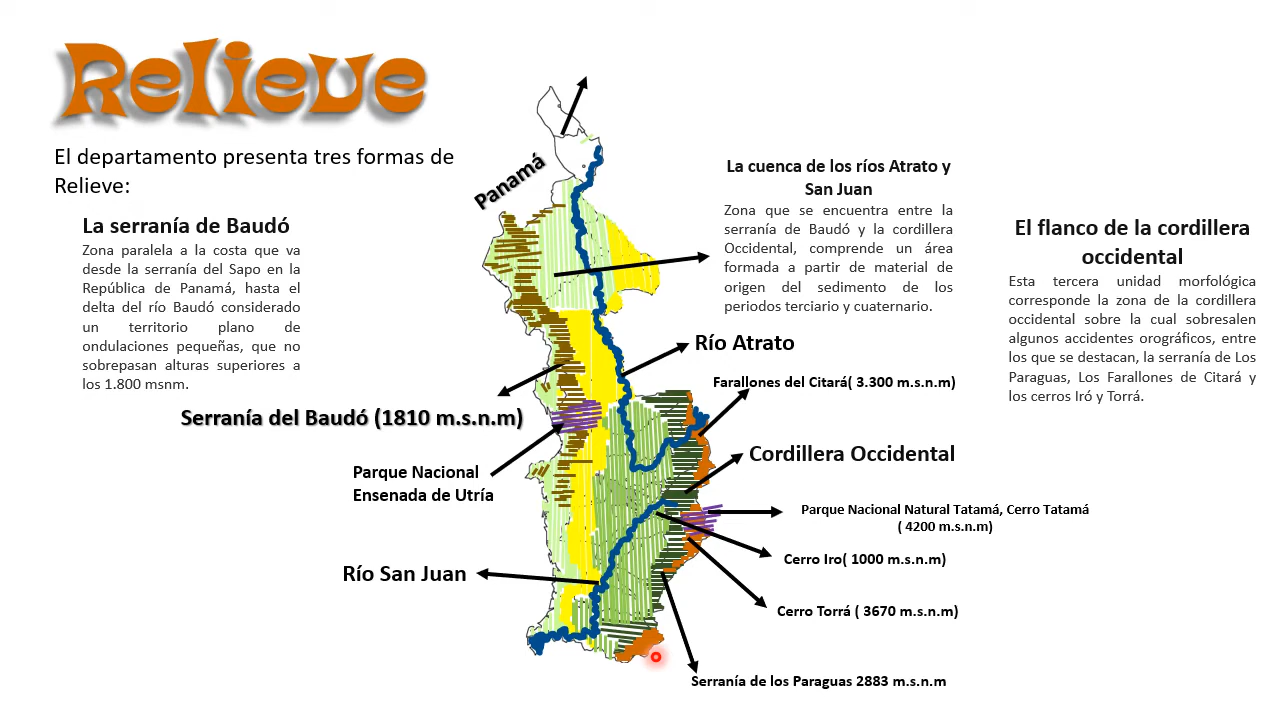 Relieve
El departamento presenta tres formas de
Relieve:
La serranía de Baudó
Zona paralela a la costa que va
desde la serranía del Sapo en la
República de Panamá, hasta el
delta del río Baudó considerado
un territorio plano de
ondulaciones pequeñas, que no
sobrepasan alturas superiores a
los 1.800 msnm.
Panamá
La cuenca de los ríos Atrato y
San Juan
Zona que se encuentra entre la
serranía de Baudó y la cordillera
Occidental, comprende un área
formada a partir de material de
origen del sedimento de los
periodos terciario y cuaternario.
El flanco de la cordillera
occidental
Esta tercera unidad morfológica
corresponde la zona de la cordillera
occidental sobre la cual sobresalen
algunos accidentes orográficos, entre
los que se destacan, la serranía de Los
Paraguas, Los Farallones de Citará y
los cerros Iró y Torrá.
Río Atrato
Farallones del Citará( 3.300 m.s.n.m)
Serranía del Baudó (1810 m.s.n.m)
Cordillera Occidental
Parque Nacional
Ensenada de Utría
Parque Nacional Natural Tatamá, Cerro Tatamá
( 4200 m.s.n.m)
Cerro Iro( 1000 m.s.n.m)
Río San Juan
Cerro Torrá ( 3670 m.s.n.m)
Serranía de los Paraguas 2883 m.s.n.m